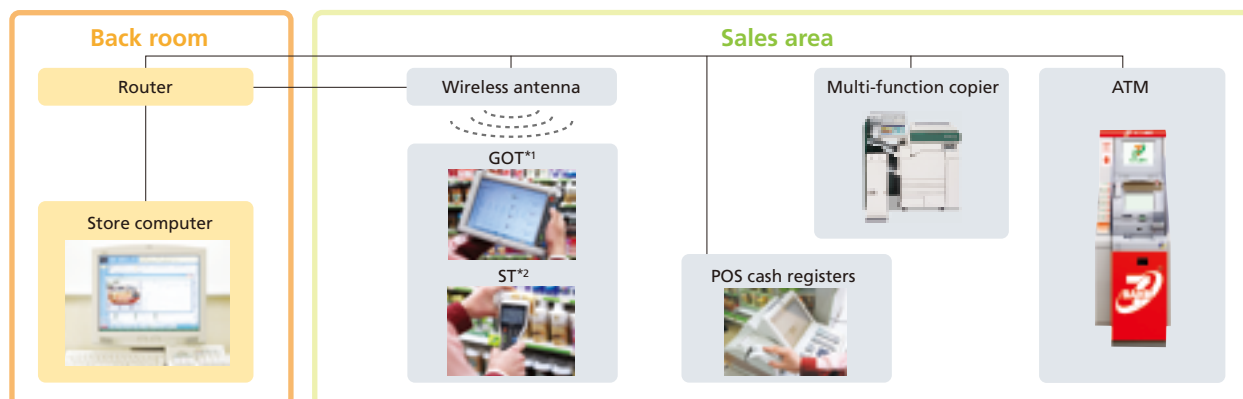 Back room
Sales area
Router
Wireless antenna
Multi-function copier
ATM
GOT*1
Store computer
ST*2
POS cash registers